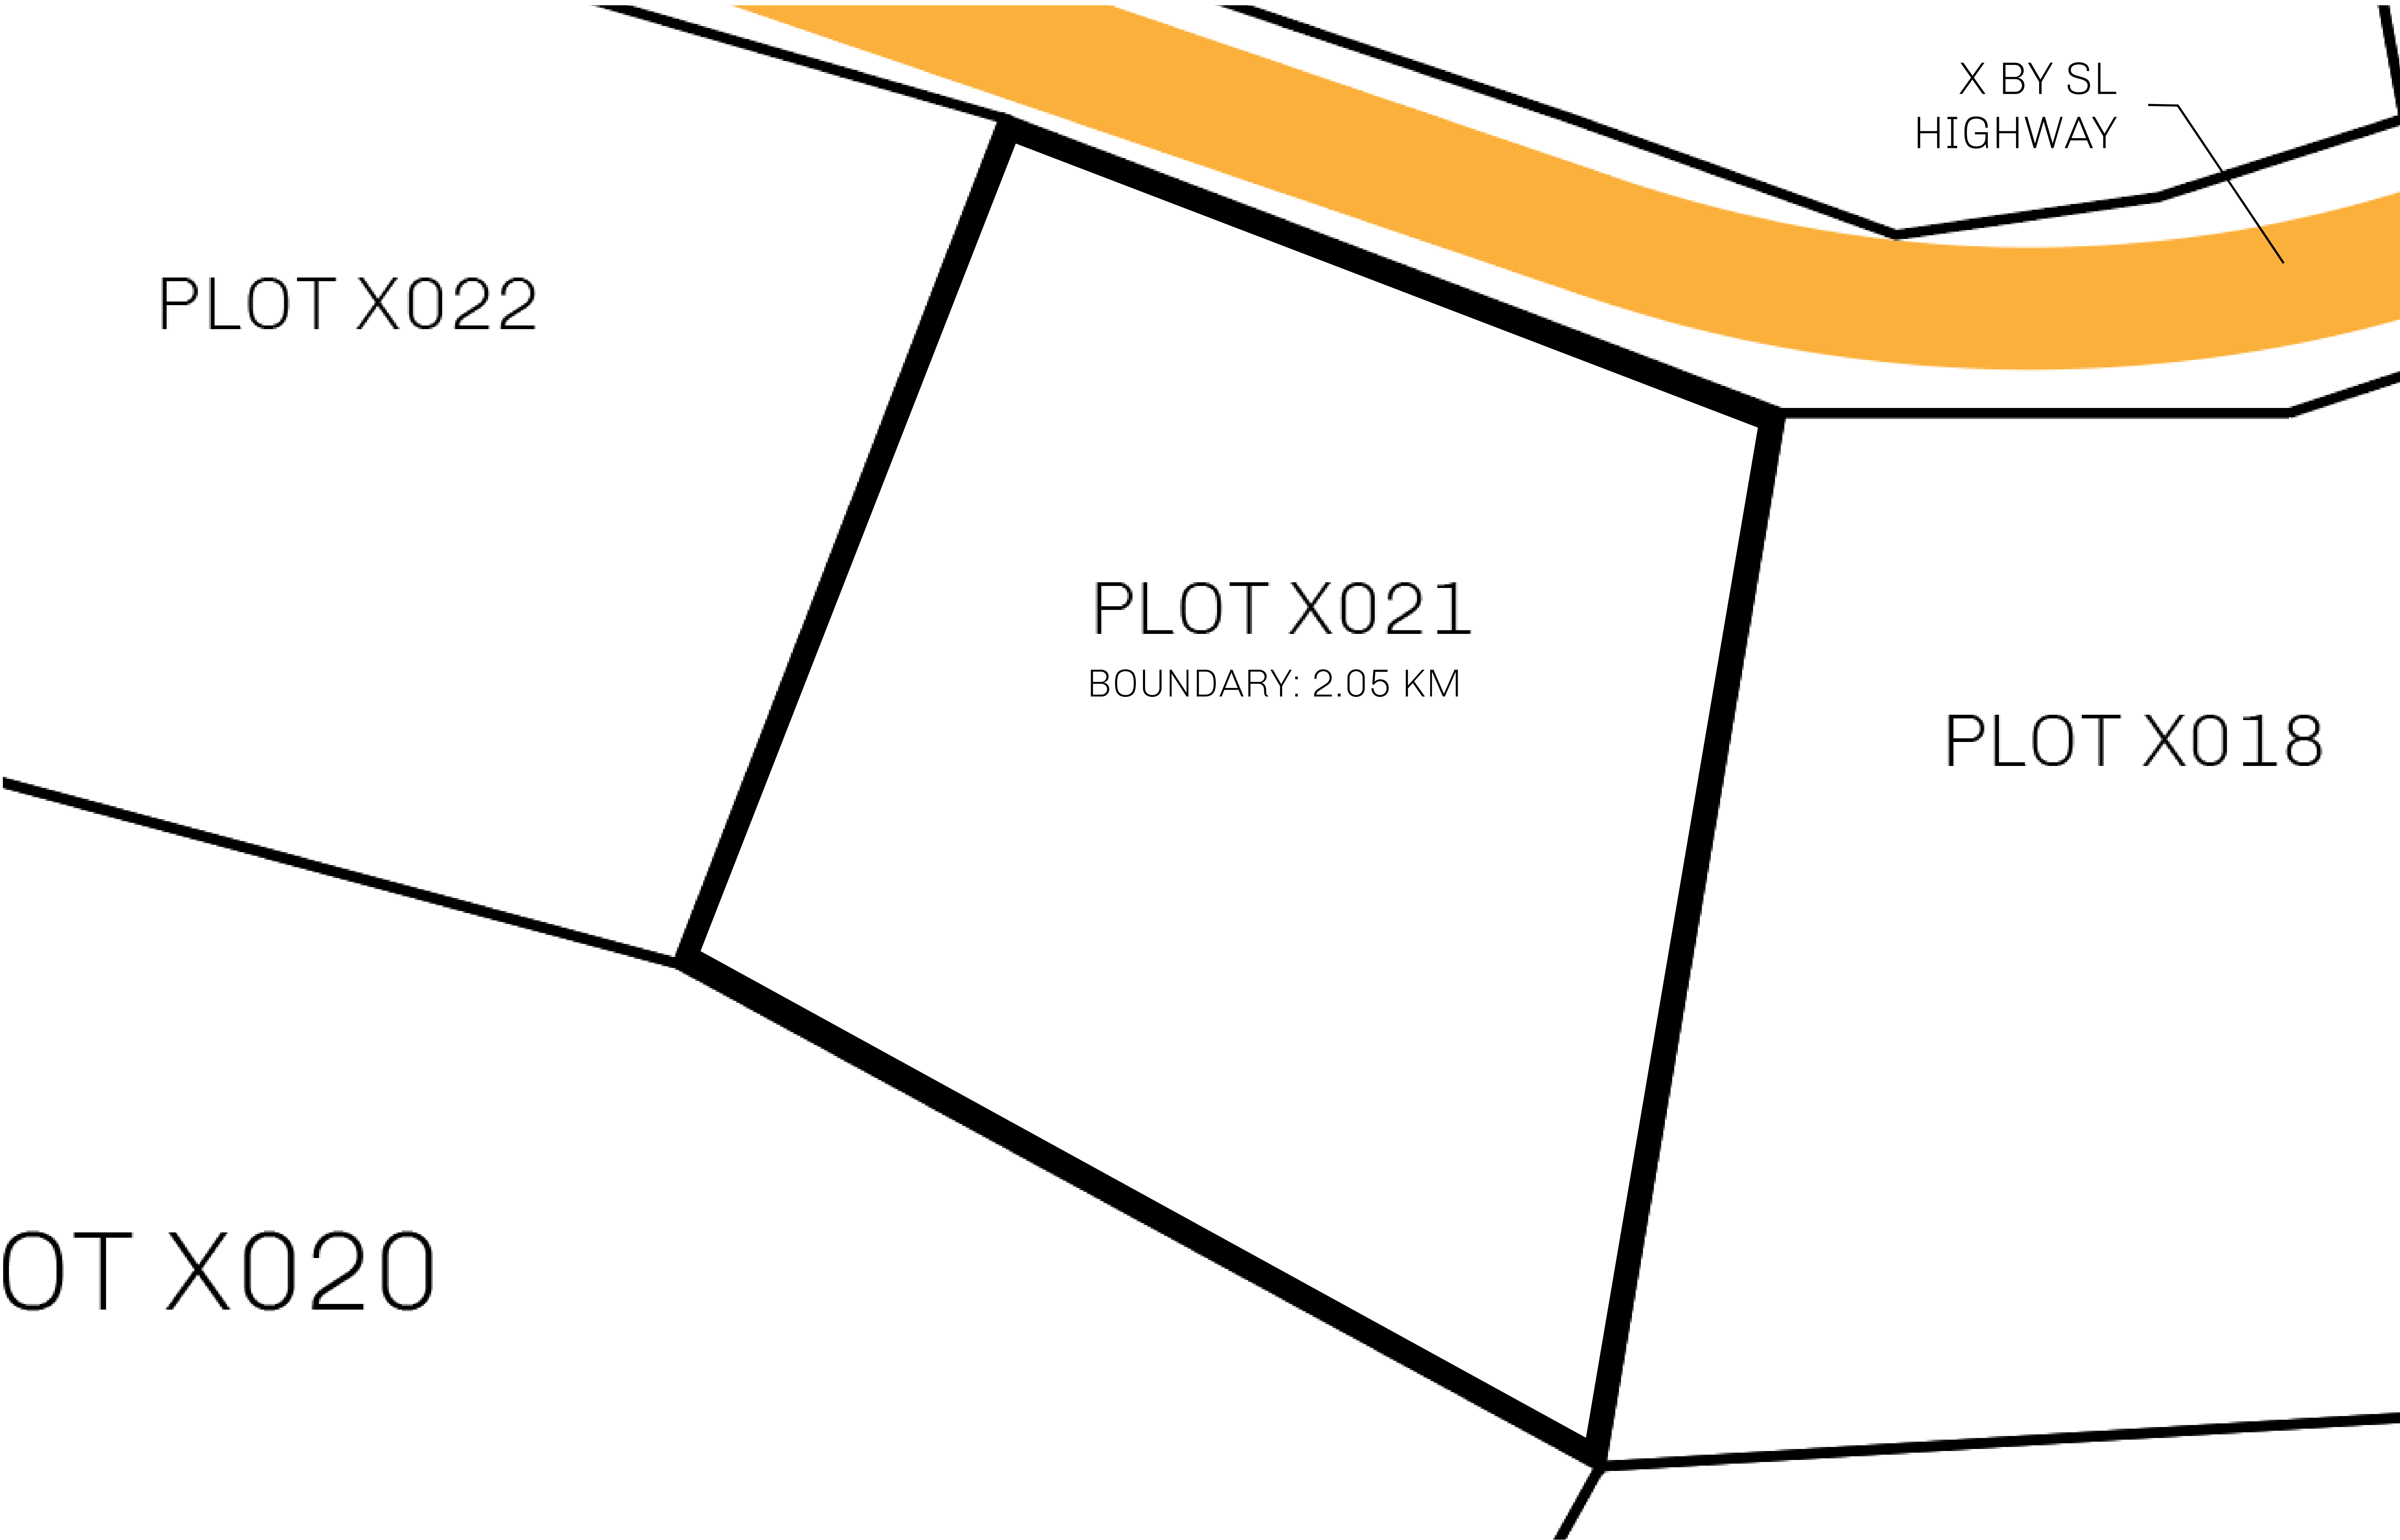 X BY SL
HIGHWAY
PLOT X022
PLOT X021
BOUNDARY: 2.05 KM
PLOT X018
OT X020